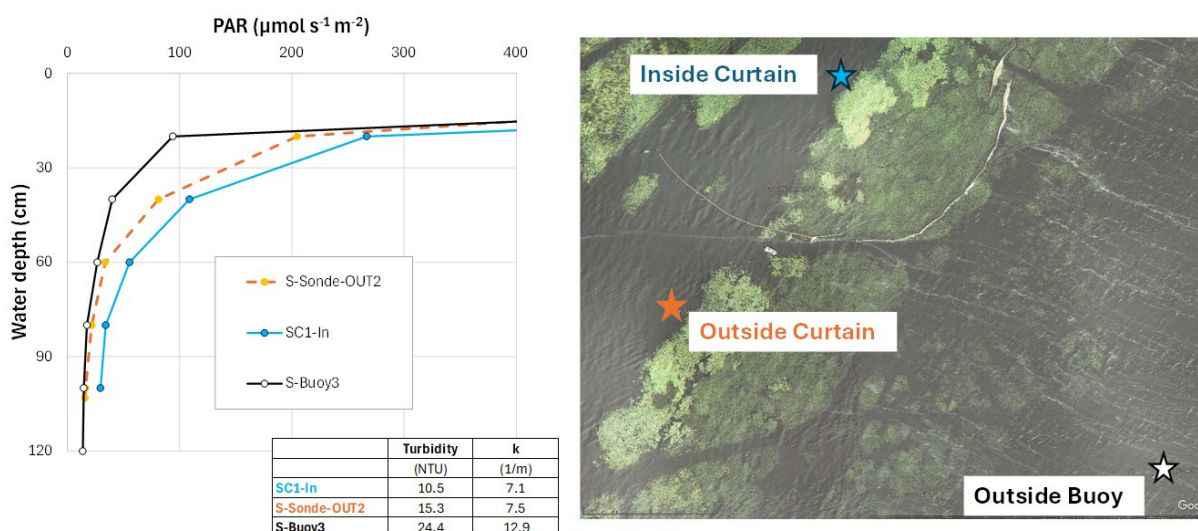 PAR (µmol s⁻¹ m⁻²)
0 100 200 300 400
Water depth (cm)
0
30
60
90
120
S-Sonde-OUT2
SC1-In
S-Buoy3
Turbidity k
(NTU) (1/m)
SC1-In 10.5 7.1
S-Sonde-OUT2 15.3 7.5
S-Buoy3 24.4 12.9
Inside Curtain
Outside Curtain
Outside Buoy